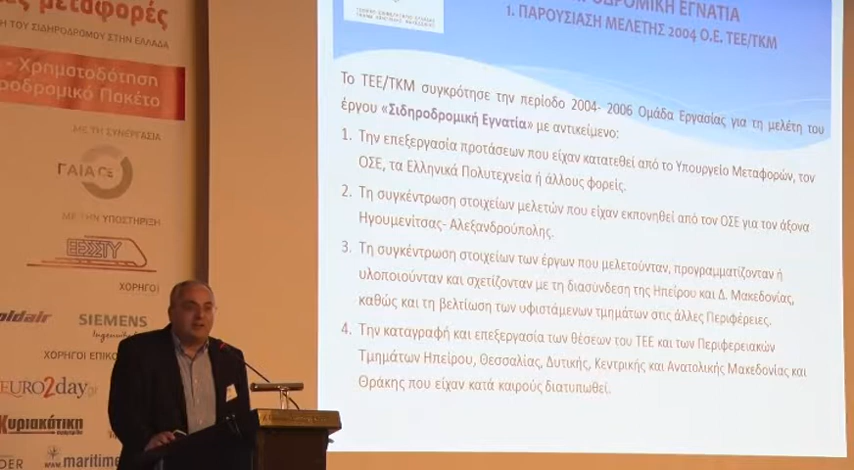 μεταφορές
ΤΟΥ ΣΙΔΗΡΟΔΡΟΜΟΥ ΣΤΗΝ ΕΛΛΑΔΑ
- Χρηματοδότηση
Πακέτο
ΜΕ ΤΗ ΣΥΝΕΡΓΑΣΙΑ
ΓΑΙΑΟΣΕ
ΜΕ ΤΗΝ ΥΠΟΣΤΗΡΙΞΗ
ΕΕΣΣΤΥ
ΧΟΡΗΓΟΙ
SIEMENS
ΧΟΡΗΓΟΙ
EURO2day.gr
Κυριακάτικη
maritime
ΕΓΝΑΤΙΑ
1. ΠΑΡΟΥΣΙΑΣΗ ΜΕΛΕΤΗΣ 2004 Ο.Ε. ΤΕΕ/ΤΚΜ
Το ΤΕΕ/ΤΚΜ συγκρότησε την περίοδο 2004- 2006 Ομάδα Εργασίας για τη μελέτη του
έργου «Σιδηροδρομική Εγνατία» με αντικείμενο:
1. Την επεξεργασία προτάσεων που είχαν κατατεθεί από το Υπουργείο Μεταφορών, τον
ΟΣΕ, τα Ελληνικά Πολυτεχνεία ή άλλους φορείς.
2. Τη συγκέντρωση στοιχείων μελετών που είχαν εκπονηθεί από τον ΟΣΕ για τον άξονα
Ηγουμενίτσας- Αλεξανδρούπολης.
3. Τη συγκέντρωση στοιχείων των έργων που μελετούνταν, προγραμματίζονταν ή
υλοποιούνταν και σχετίζονταν με τη διασύνδεση της Ηπείρου και Δ. Μακεδονίας,
καθώς και τη βελτίωση των υφιστάμενων τμημάτων στις άλλες Περιφέρειες.
4. Την καταγραφή και επεξεργασία των θέσεων του ΤΕΕ και των Περιφερειακών
Τμημάτων Ηπείρου, Θεσσαλίας, Δυτικής, Κεντρικής και Ανατολικής Μακεδονίας και
Θράκης που είχαν κατά καιρούς διατυπωθεί.